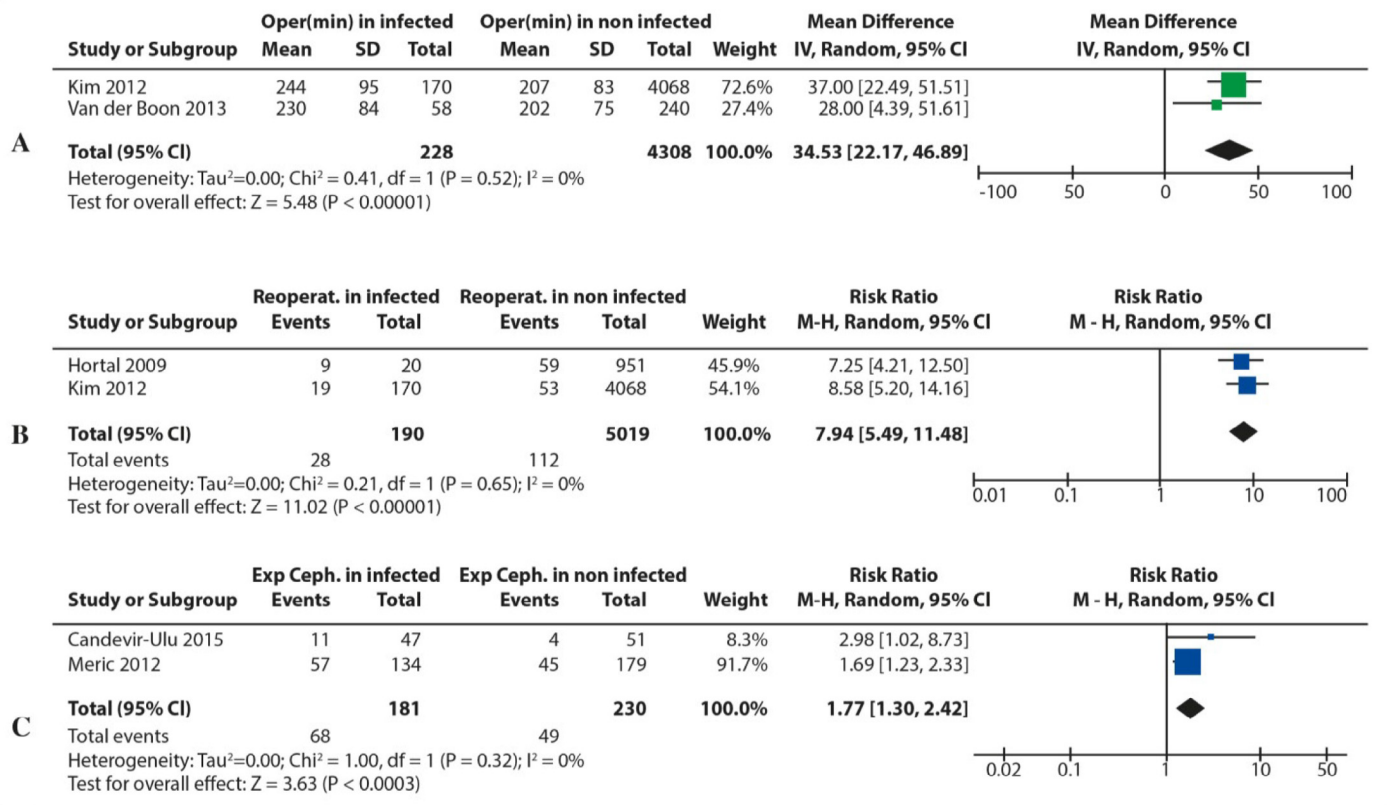 Oper(min) in infected Oper(min) in non infected Mean Difference Mean Difference
Study or Subgroup Mean SD Total Mean SD Total Weight IV, Random, 95% CI IV, Random, 95% CI
Kim 2012 244 95 170 207 83 4068 72.6% 37.00 [22.49, 51.51]
Van der Boon 2013 230 84 58 202 75 240 27.4% 28.00 [4.39, 51.61]
A
Total (95% CI) 228 4308 100.0% 34.53 [22.17, 46.89]
Heterogeneity: Tau²=0.00; Chi² = 0.41, df = 1 (P = 0.52); I² = 0%
-100 50 0 50 100
Test for overall effect: Z = 5.48 (P < 0.00001)
Reoperat. in infected Reoperat. in non infected Risk Ratio Risk Ratio
Study or Subgroup Events Total Events Total Weight M-H, Random, 95% CI M - H, Random, 95% CI
Hortal 2009 9 20 59 951 45.9% 7.25 [4.21, 12.50]
Kim 2012 19 170 53 4068 54.1% 8.58 [5.20, 14.16]
B
Total (95% CI) 190 5019 100.0% 7.94 [5.49, 11.48]
Total events 28 112
Heterogeneity: Tau²=0.00; Chi² = 0.21, df = 1 (P = 0.65); I² = 0%
0.01 0.1 1 10 100
Test for overall effect: Z = 11.02 (P < 0.00001)
Exp Ceph. in infected Exp Ceph. in non infected Risk Ratio Risk Ratio
Study or Subgroup Events Total Events Total Weight M-H, Random, 95% CI M - H, Random, 95% CI
Candevir-Ulu 2015 11 47 4 51 8.3% 2.98 [1.02, 8.73]
Meric 2012 57 134 45 179 91.7% 1.69 [1.23, 2.33]
Total (95% CI) 181 230 100.0% 1.77 [1.30, 2.42]
C
Total events 68 49
Heterogeneity: Tau²=0.00; Chi² = 1.00, df = 1 (P = 0.32); I² = 0%
0.02 0.1 1 10 50
Test for overall effect: Z = 3.63 (P < 0.0003)